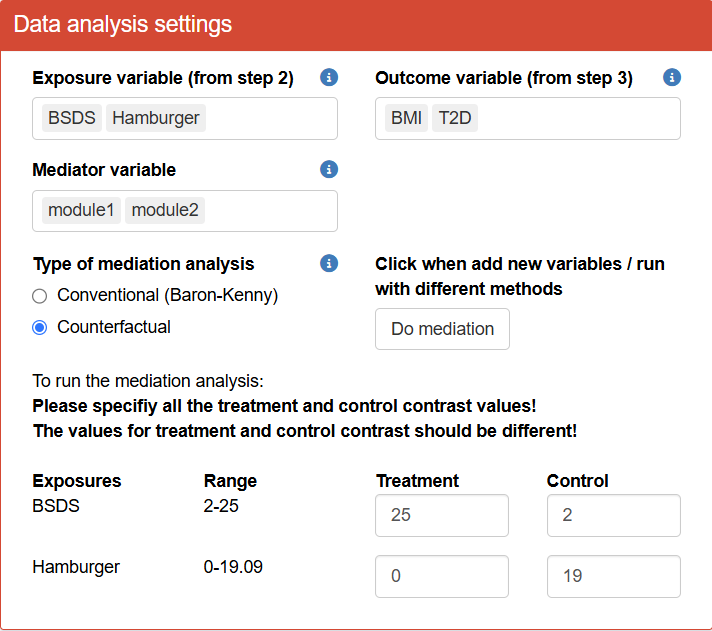 Data analysis settings
Exposure variable (from step 2)
Outcome variable (from step 3)
BSDS Hamburger
BMI T2D
Mediator variable
module1 module2
Type of mediation analysis
Conventional (Baron-Kenny)
Counterfactual
Click when add new variables / run
with different methods
Do mediation
To run the mediation analysis:
Please specifiy all the treatment and control contrast values!
The values for treatment and control contrast should be different!
Exposures Range Treatment Control
BSDS 2-25 25 2
Hamburger 0-19.09 0 19